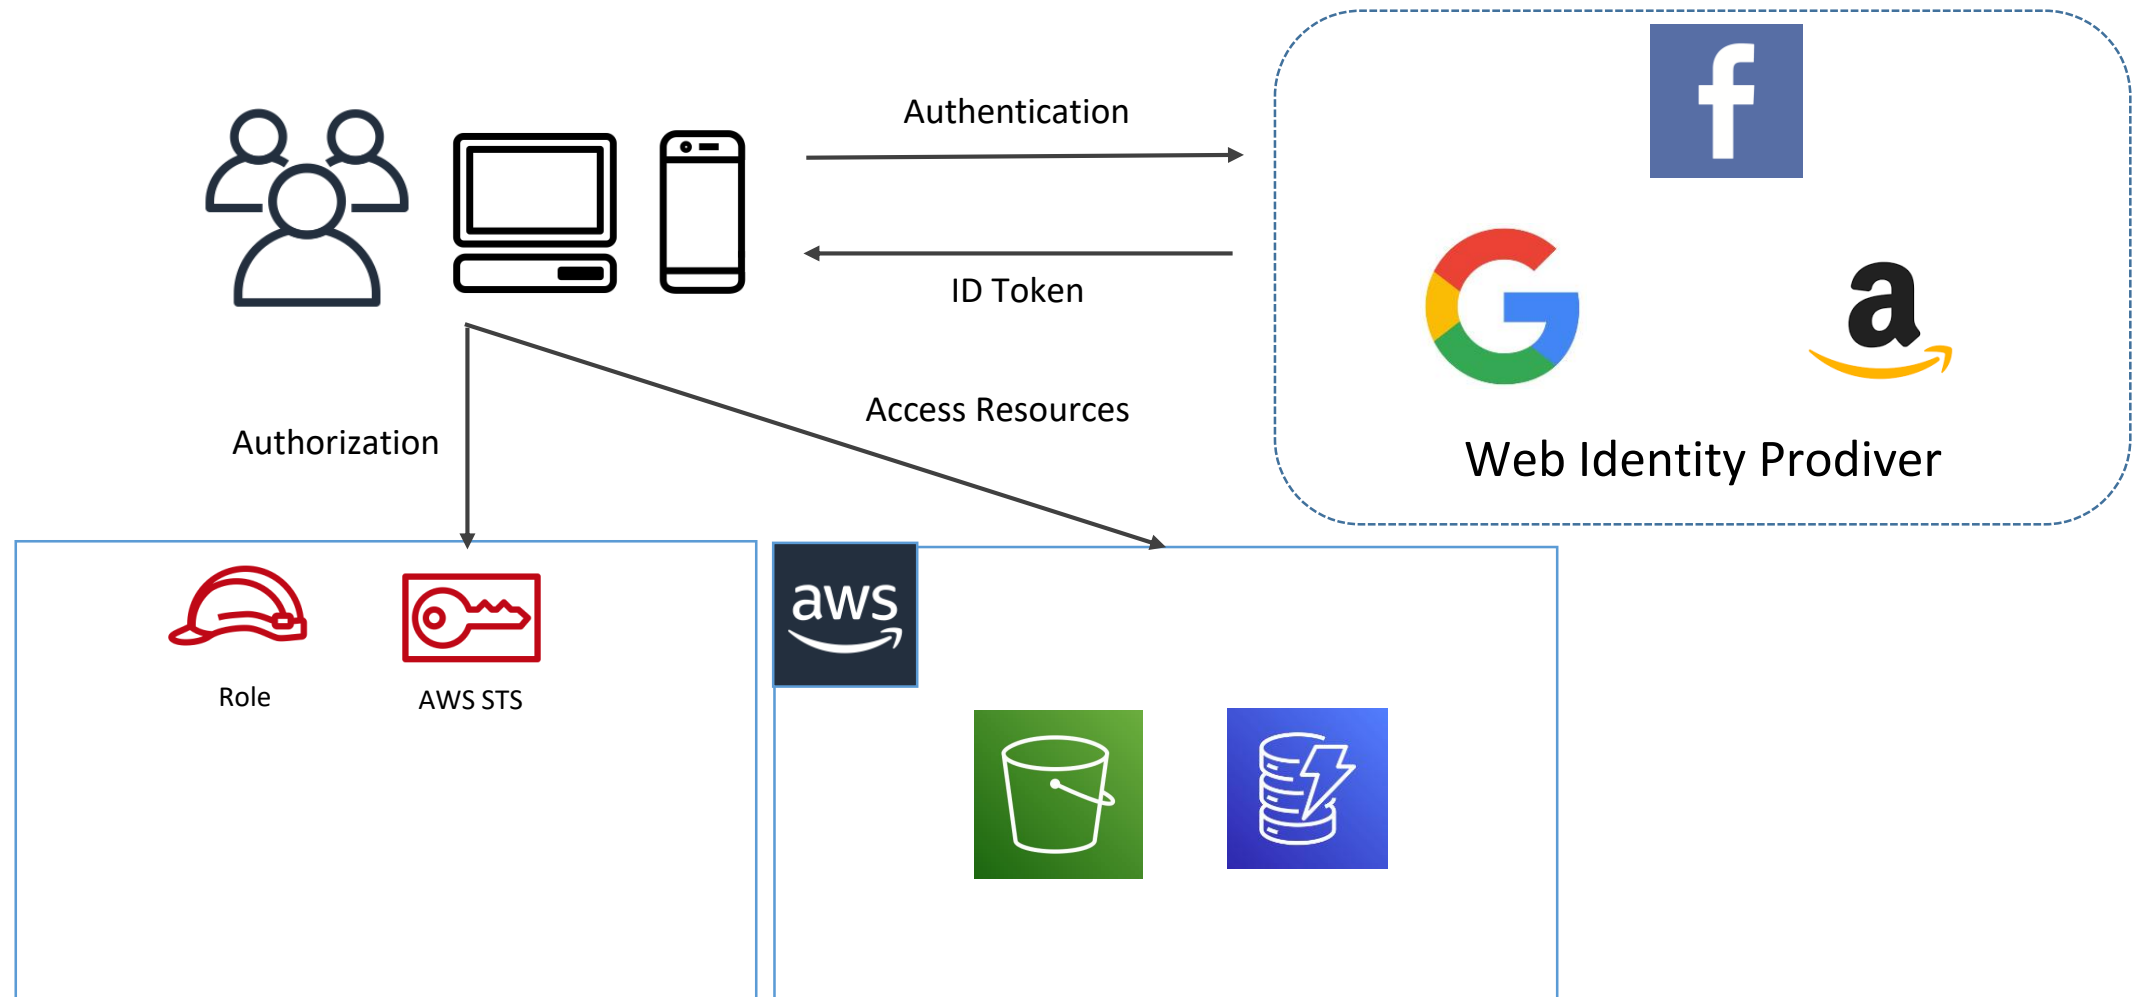 Authentication
ID Token
Access Resources
Authorization
Web Identity Prodiver
aws
Role
AWS STS